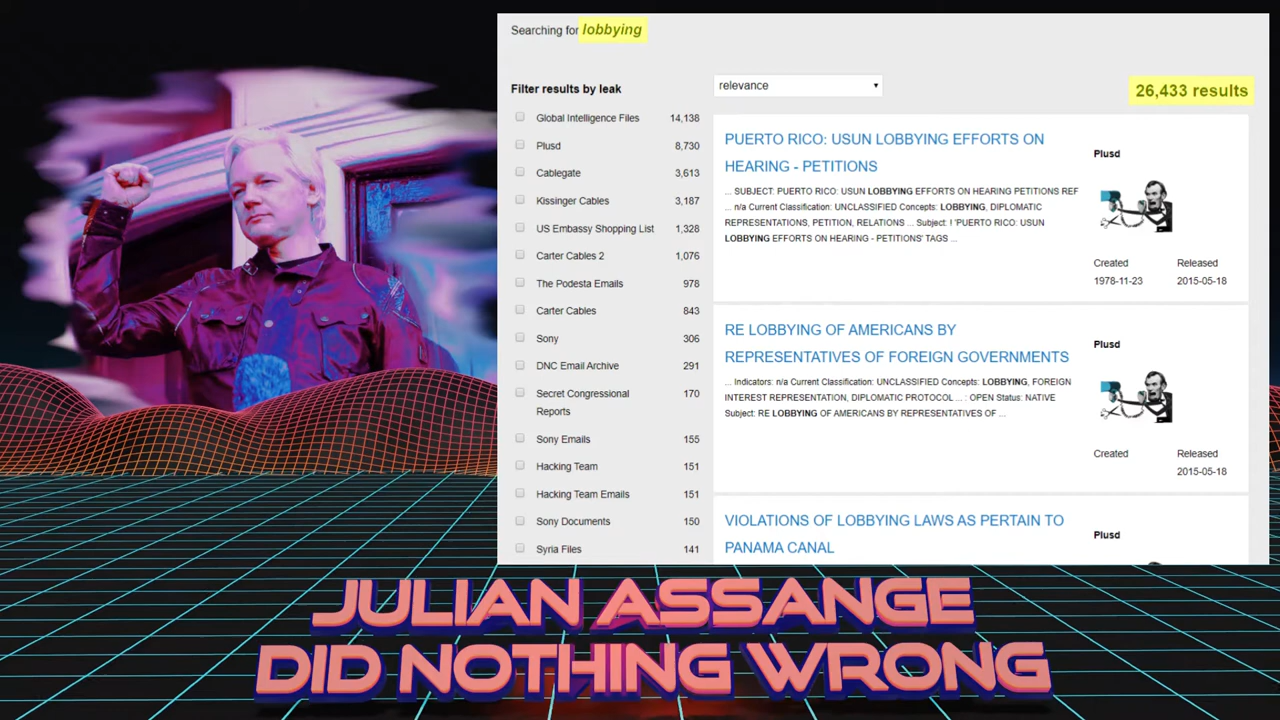 Searching for lobbying
Filter results by leak
Global Intelligence Files 14,138
Plusd 8,730
Cablegate 3,613
Kissinger Cables 3,187
US Embassy Shopping List 1,328
Carter Cables 2 1,076
The Podesta Emails 978
Carter Cables 843
Sony 306
DNC Email Archive 291
Secret Congressional
Reports 170
Sony Emails 155
Hacking Team 151
Hacking Team Emails 151
Sony Documents 150
Syria Files 141
relevance
26,433 results
PUERTO RICO: USUN LOBBYING EFFORTS ON
HEARING - PETITIONS
... SUBJECT: PUERTO RICO: USUN LOBBYING EFFORTS ON HEARING PETITIONS REF
... n/a Current Classification: UNCLASSIFIED Concepts: LOBBYING, DIPLOMATIC
REPRESENTATIONS, PETITION, RELATIONS ... Subject: ! 'PUERTO RICO: USUN
LOBBYING EFFORTS ON HEARING - PETITIONS' TAGS ...
Plusd
Created Released
1978-11-23 2015-05-18
RE LOBBYING OF AMERICANS BY
REPRESENTATIVES OF FOREIGN GOVERNMENTS
... Indicators: n/a Current Classification: UNCLASSIFIED Concepts: LOBBYING, FOREIGN
INTEREST REPRESENTATION, DIPLOMATIC PROTOCOL ... : OPEN Status: NATIVE
Subject: RE LOBBYING OF AMERICANS BY REPRESENTATIVES OF ...
Plusd
Created Released
2015-05-18
VIOLATIONS OF LOBBYING LAWS AS PERTAIN TO
PANAMA CANAL
Plusd
JULIAN ASSANGE
DID NOTHING WRONG